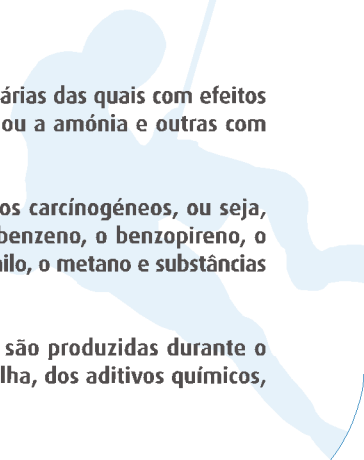 árias das quais com efeitos
ou a amónia e outras com
os carcínogéneos, ou seja,
benzeno, o benzopireno, o
ilo, o metano e substâncias
são produzidas durante o
lha, dos aditivos químicos,